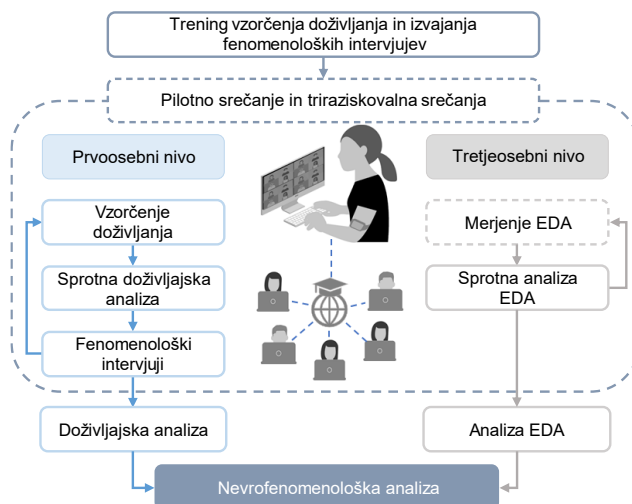 Trening vzorčenja doživljanja in izvajanja
fenomenoloških intervjujev
Pilotno srečanje in triraziskovalna srečanja
Prvoosebni nivo
Tretjeosebni nivo
Vzorčenje
doživljanja
Merjenje EDA
Sprotna doživljajska
analiza
Sprotna analiza
EDA
Fenomenološki
intervjuji
Doživljajska analiza
Analiza EDA
Nevrofenomenološka analiza